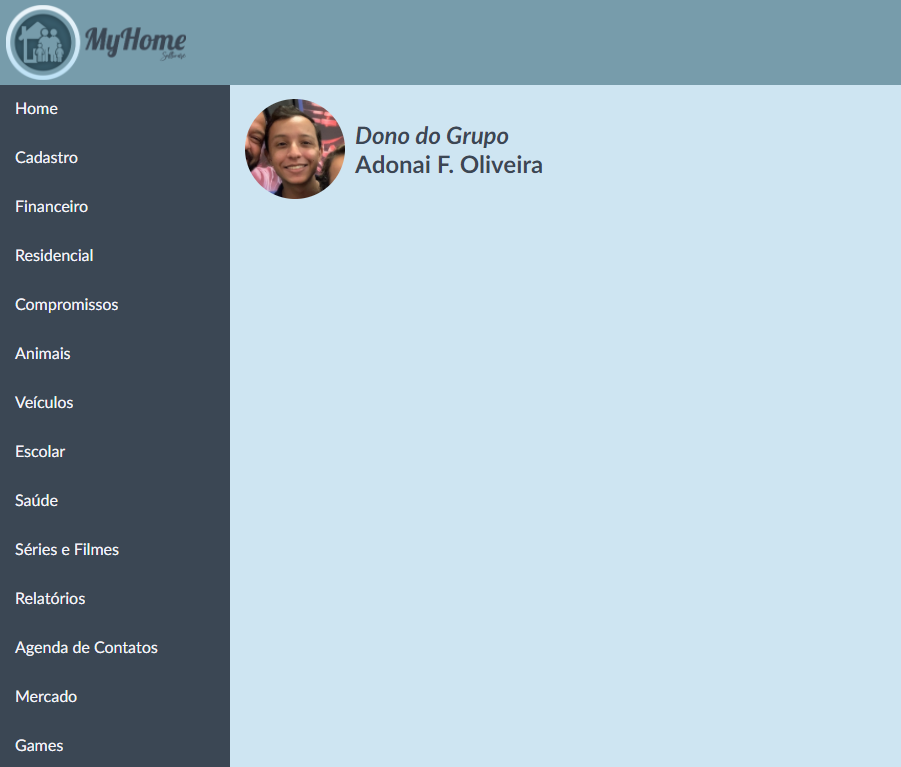 MyHome
Software
Home
Cadastro
Financeiro
Residencial
Compromissos
Animais
Veículos
Escolar
Saúde
Séries e Filmes
Relatórios
Agenda de Contatos
Mercado
Games
Dono do Grupo
Adonai F. Oliveira